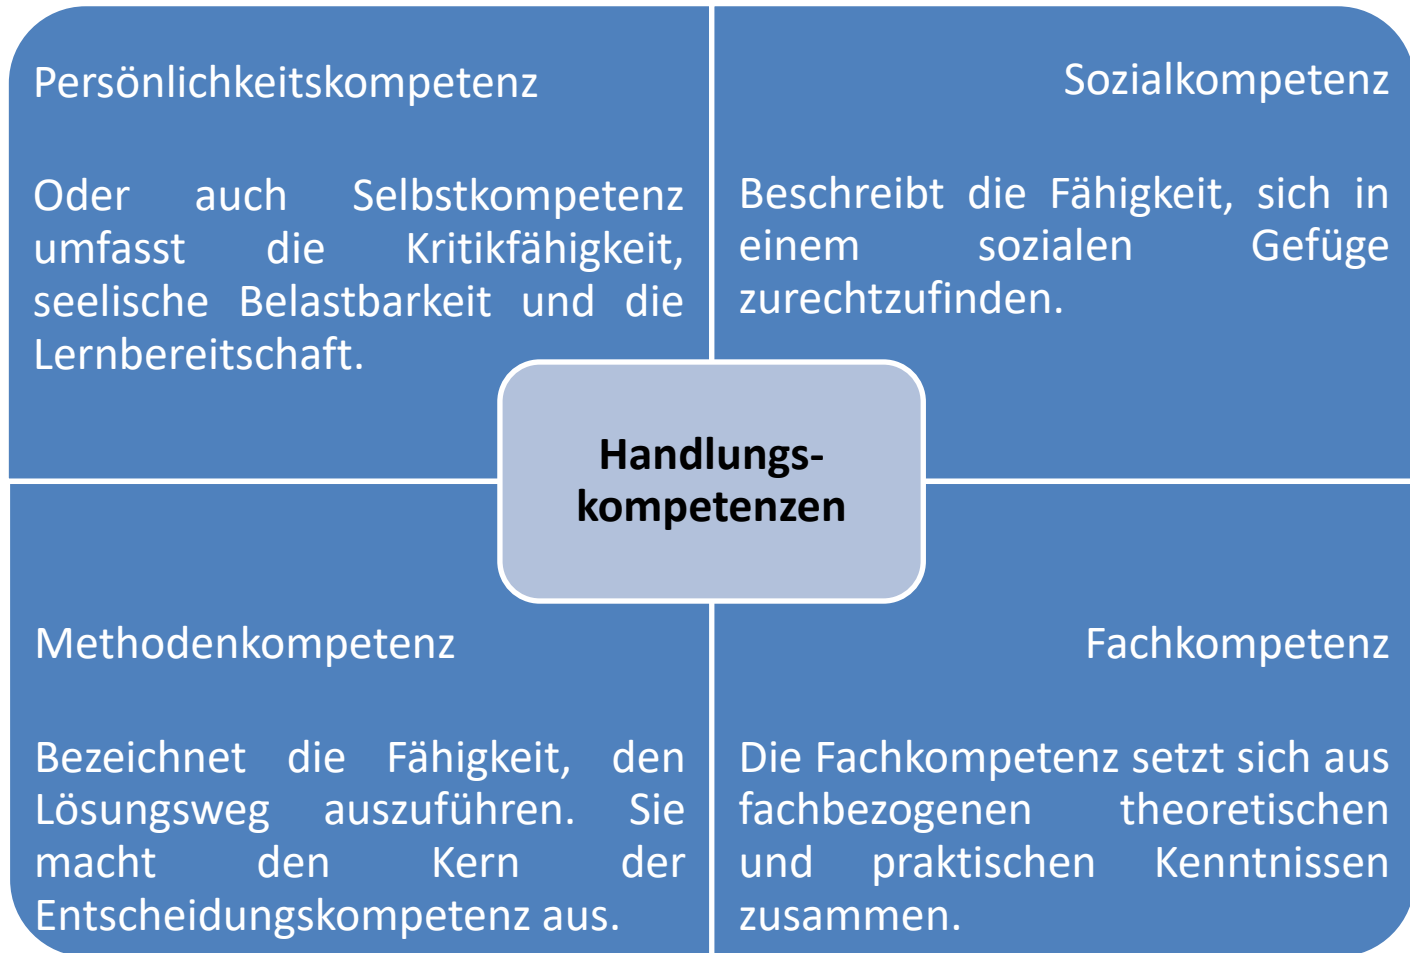 Persönlichkeitskompetenz
Oder auch Selbstkompetenz
umfasst die Kritikfähigkeit,
seelische Belastbarkeit und die
Lernbereitschaft.
Sozialkompetenz
Beschreibt die Fähigkeit, sich in
einem sozialen Gefüge
zurechtzufinden.
Handlungs-
kompetenzen
Methodenkompetenz
Bezeichnet die Fähigkeit, den
Lösungsweg auszuführen. Sie
macht den Kern der
Entscheidungskompetenz aus.
Fachkompetenz
Die Fachkompetenz setzt sich aus
fachbezogenen theoretischen
und praktischen Kenntnissen
zusammen.